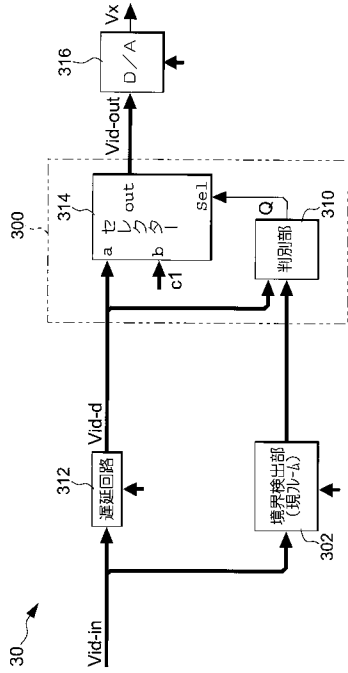 30
Vid-in
312
遅延回路
Vid-d
300
314
a
b
out
セレクター
Sel
c1
Vid-out
316
D/A
Vx
302
境界検出部
(現フレーム)
310
判別部
Q